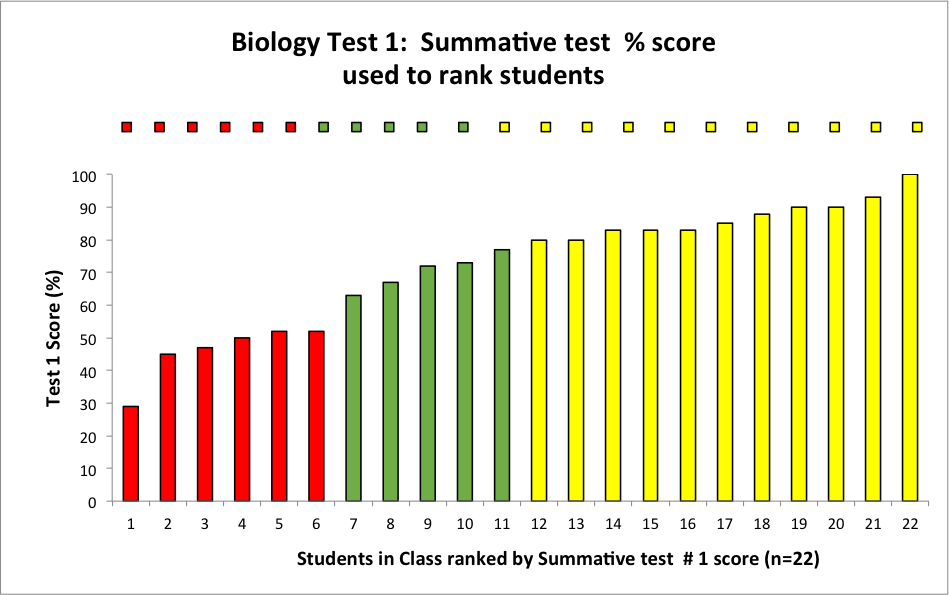 Biology Test 1:  Summative test  % score
used to rank students
100
90
80
70
60
50
40
30
20
10
0
Test 1 Score (%)
1 2 3 4 5 6 7 8 9 10 11 12 13 14 15 16 17 18 19 20 21 22
Students in Class ranked by Summative test  # 1 score (n=22)